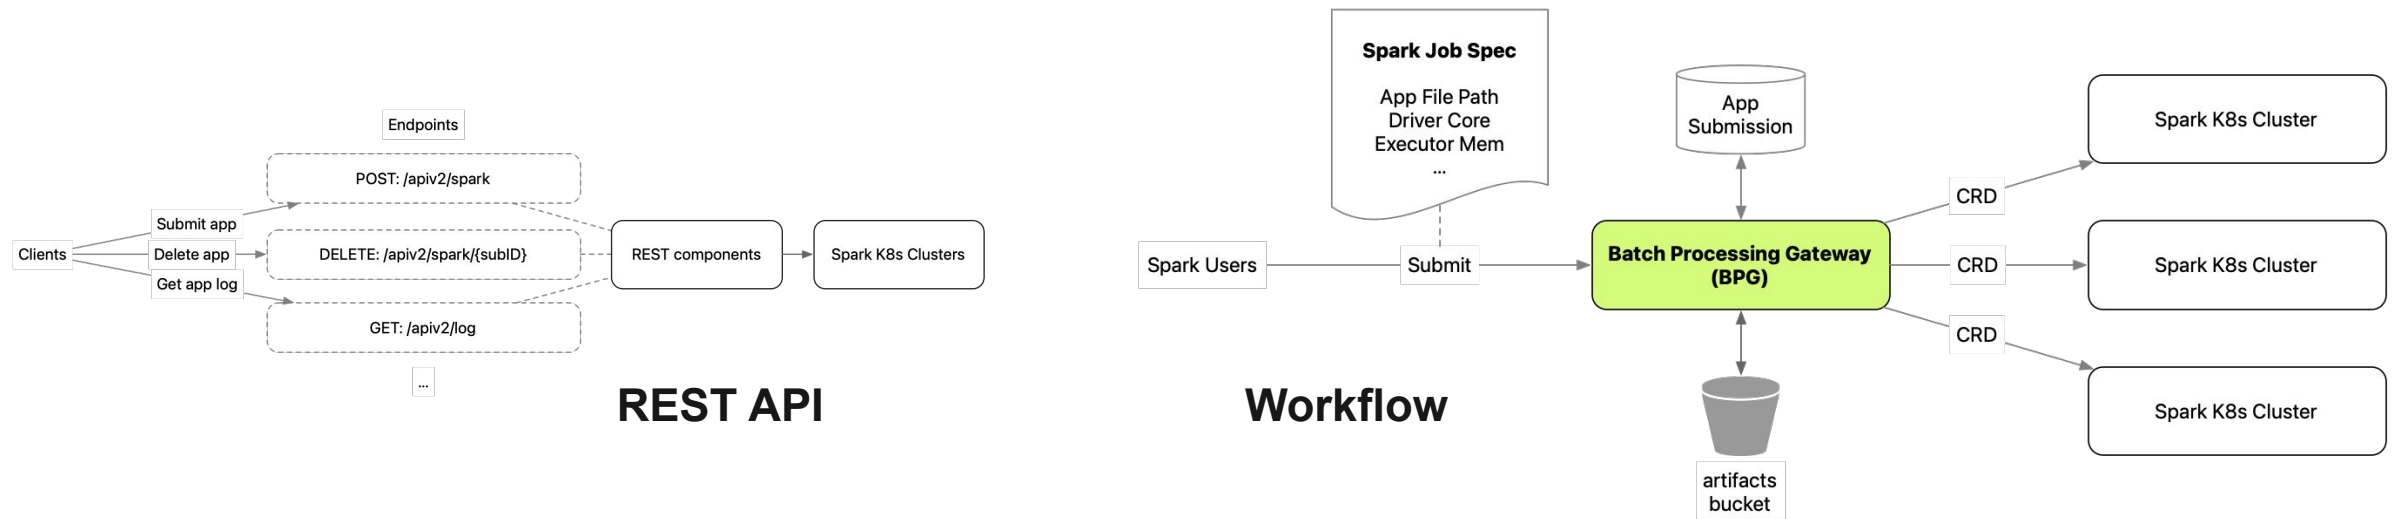 Endpoints
POST: /apiv2/spark
Submit app
Clients
Delete app
DELETE: /apiv2/spark/{subID}
REST components
Spark K8s Clusters
Get app log
GET: /apiv2/log
...
REST API
Spark Job Spec
App File Path
Driver Core
Executor Mem
...
App
Submission
Spark Users
Submit
Batch Processing Gateway
(BPG)
CRD
CRD
CRD
Spark K8s Cluster
Spark K8s Cluster
Spark K8s Cluster
artifacts
bucket
Workflow